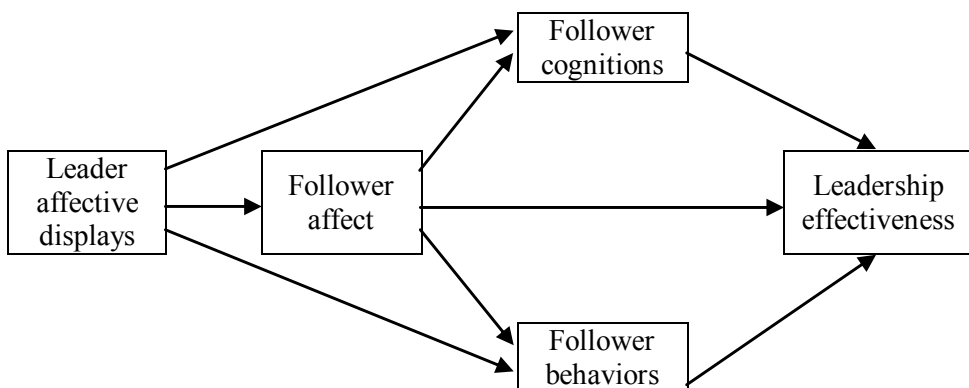 Follower
cognitions
Leader
affective
displays
Follower
affect
Leadership
effectiveness
Follower
behaviors